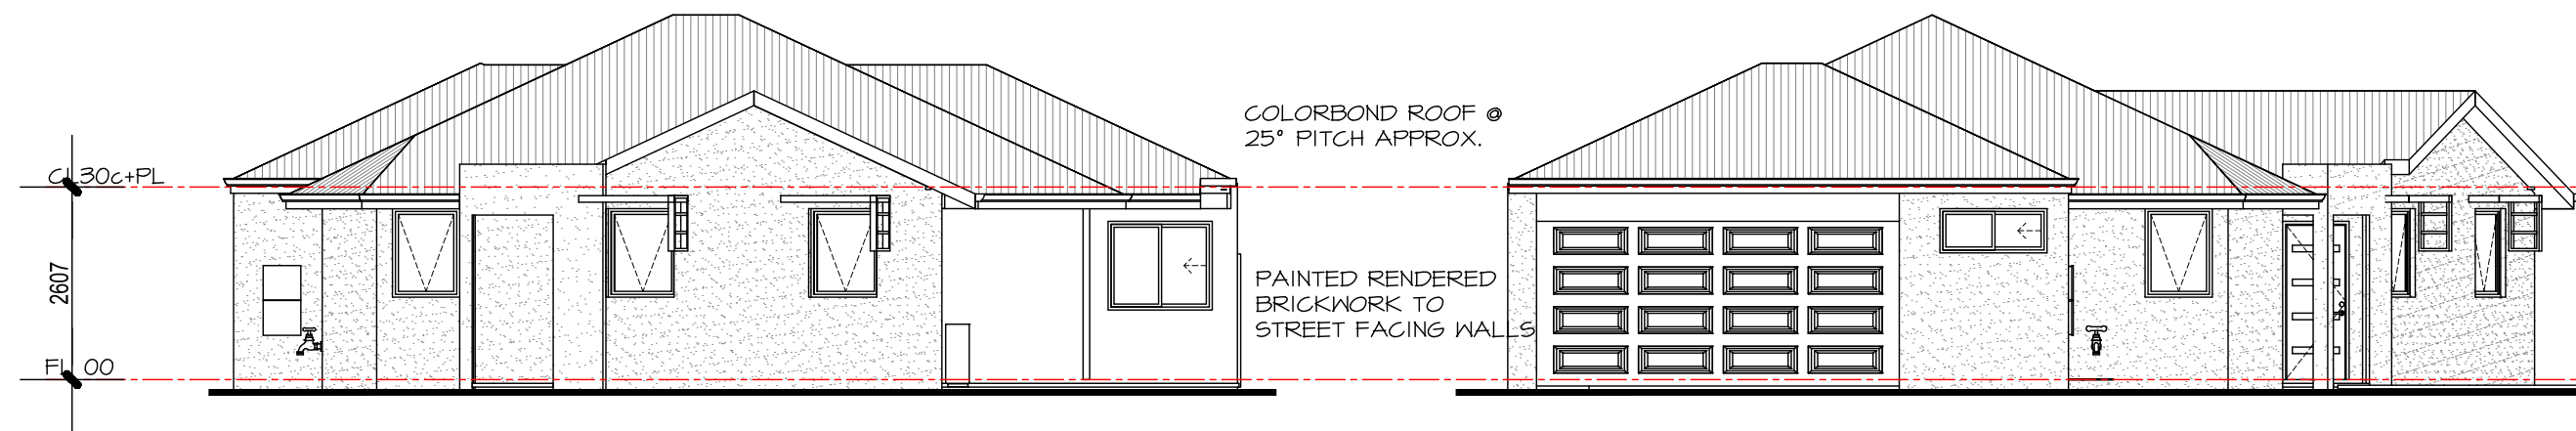 COLORBOND ROOF @
25° PITCH APPROX.
CL 30c+PL
2607
PAINTED RENDERED
BRICKWORK TO
STREET FACING WALLS
FL 00